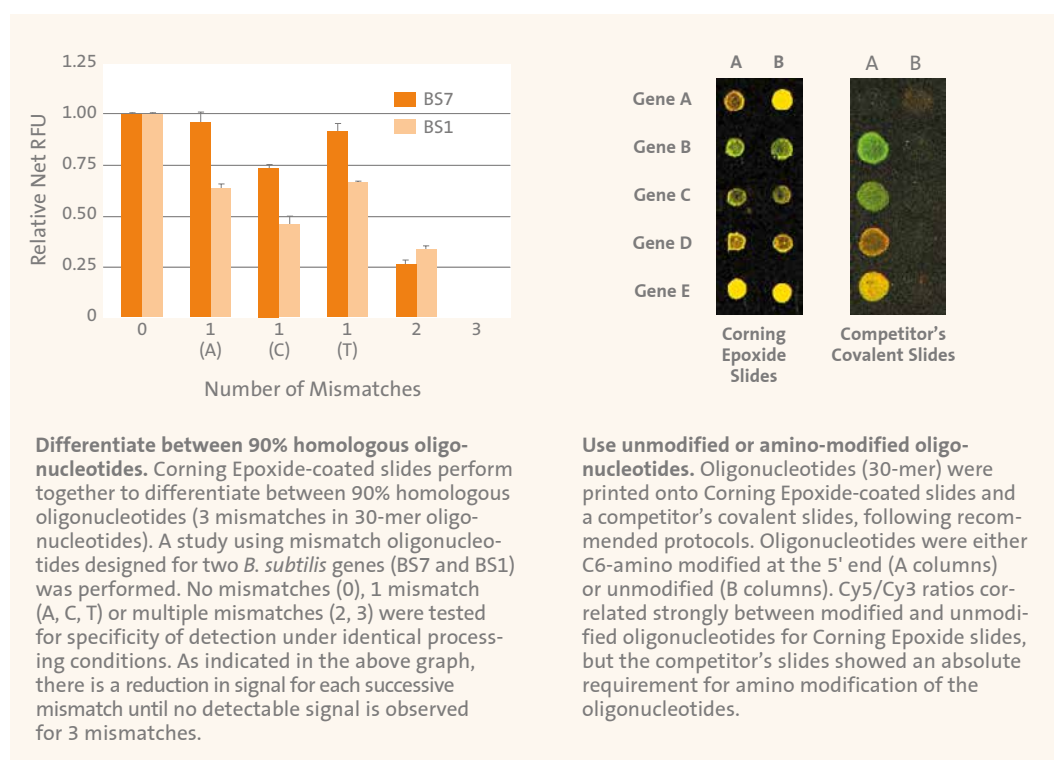 1.25
1.00
0.75
0.50
0.25
0
Relative Net RFU
BS7
BS1
0 1 1 1 2 3
(A) (C) (T)
Number of Mismatches
A B A B
Gene A
Gene B
Gene C
Gene D
Gene E
Corning
Epoxide
Slides
Competitor's
Covalent Slides
Differentiate between 90% homologous oligo-
nucleotides. Corning Epoxide-coated slides perform
together to differentiate between 90% homologous
oligonucleotides (3 mismatches in 30-mer oligo-
nucleotides). A study using mismatch oligonucleo-
tides designed for two B. subtilis genes (BS7 and BS1)
was performed. No mismatches (0), 1 mismatch
(A, C, T) or multiple mismatches (2, 3) were tested
for specificity of detection under identical process-
ing conditions. As indicated in the above graph,
there is a reduction in signal for each successive
mismatch until no detectable signal is observed
for 3 mismatches.
Use unmodified or amino-modified oligo-
nucleotides. Oligonucleotides (30-mer) were
printed onto Corning Epoxide-coated slides and
a competitor's covalent slides, following recom-
mended protocols. Oligonucleotides were either
C6-amino modified at the 5' end (A columns)
or unmodified (B columns). Cy5/Cy3 ratios cor-
related strongly between modified and unmodi-
fied oligonucleotides for Corning Epoxide slides,
but the competitor's slides showed an absolute
requirement for amino modification of the
oligonucleotides.